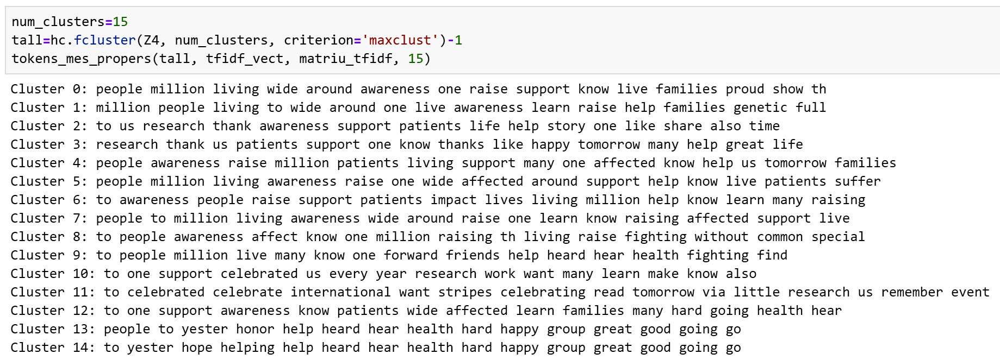 num_clusters=15
tall=hc.fcluster(Z4, num_clusters, criterion='maxclust')-1
tokens_mes_propers(tall, tfidf_vect, matriu_tfidf, 15)
Cluster 0: people million living wide around awareness one raise support know live families proud show th
Cluster 1: million people living to wide around one live awareness learn raise help families genetic full
Cluster 2: to us research thank awareness support patients life help story one like share also time
Cluster 3: research thank us patients support one know thanks like happy tomorrow many help great life
Cluster 4: people awareness raise million patients living support many one affected know help us tomorrow families
Cluster 5: people million living awareness raise one wide affected around support help know live patients suffer
Cluster 6: to awareness people raise support patients impact lives living million help know learn many raising
Cluster 7: people to million living awareness wide around raise one learn know raising affected support live
Cluster 8: to people awareness affect know one million raising th living raise fighting without common special
Cluster 9: to people million live many know one forward friends help heard hear health fighting find
Cluster 10: to one support celebrated us every year research work want many learn make know also
Cluster 11: to celebrated celebrate international want stripes celebrating read tomorrow via little research us remember event
Cluster 12: to one support awareness know patients wide affected learn families many hard going health hear
Cluster 13: people to yester honor help heard hear health hard happy group great good going go
Cluster 14: to yester hope helping help heard hear health hard happy group great good going go